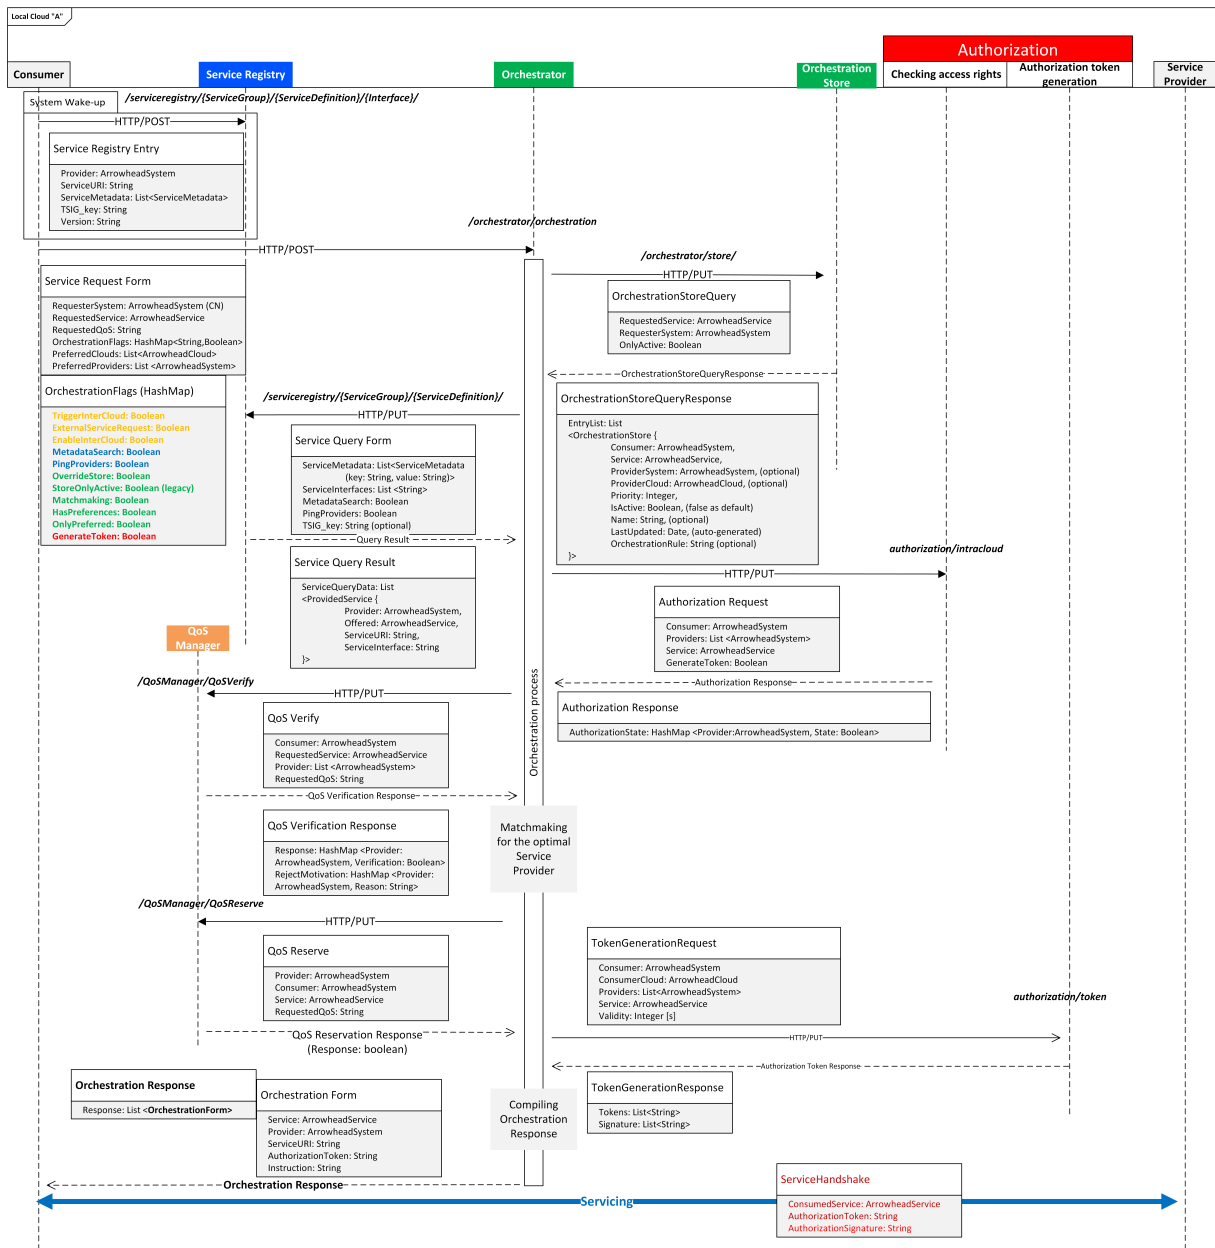 Local Cloud "A"
Authorization
Consumer
Service Registry
Orchestrator
Orchestration
Store
Checking access rights
Authorization token
generation
Service
Provider
System Wake-up
/serviceregistry/{ServiceGroup}/{ServiceDefinition}/{Interface}/
HTTP/POST
Service Registry Entry
Provider: ArrowheadSystem
ServiceURI: String
ServiceMetadata: List<ServiceMetadata>
TSIG_key: String
Version: String
/orchestrator/orchestration
HTTP/POST
/orchestrator/store/
HTTP/PUT
Service Request Form
RequesterSystem: ArrowheadSystem (CN)
RequestedService: ArrowheadService
RequestedQoS: String
OrchestrationFlags: HashMap<String,Boolean>
PreferredClouds: List<ArrowheadCloud>
PreferredProviders: List <ArrowheadSystem>
OrchestrationStoreQuery
RequestedService: ArrowheadService
RequesterSystem: ArrowheadSystem
OnlyActive: Boolean
OrchestrationStoreQueryResponse
OrchestrationFlags (HashMap)
TriggerInterCloud: Boolean
ExternalServiceRequest: Boolean
EnableInterCloud: Boolean
MetadataSearch: Boolean
PingProviders: Boolean
OverrideStore: Boolean
StoreOnlyActive: Boolean (legacy)
Matchmaking: Boolean
HasPreferences: Boolean
OnlyPreferred: Boolean
GenerateToken: Boolean
/serviceregistry/{ServiceGroup}/{ServiceDefinition}/
HTTP/PUT
Service Query Form
ServiceMetadata: List<ServiceMetadata
(key: String, value: String)>
ServiceInterfaces: List <String>
MetadataSearch: Boolean
PingProviders: Boolean
TSIG_key: String (optional)
Query Result
OrchestrationStoreQueryResponse
EntryList: List
<OrchestrationStore {
Consumer: ArrowheadSystem,
Service: ArrowheadService,
ProviderSystem: ArrowheadSystem, (optional)
ProviderCloud: ArrowheadCloud, (optional)
Priority: Integer,
IsActive: Boolean, (false as default)
Name: String, (optional)
LastUpdated: Date, (auto-generated)
OrchestrationRule: String (optional)
}>
Service Query Result
ServiceQueryData: List
<ProvidedService {
Provider: ArrowheadSystem,
Offered: ArrowheadService,
ServiceURI: String,
ServiceInterface: String
}>
authorization/intracloud
HTTP/PUT
Authorization Request
Consumer: ArrowheadSystem
Providers: List <ArrowheadSystem>
Service: ArrowheadService
GenerateToken: Boolean
Authorization Response
Authorization Response
AuthorizationState: HashMap <Provider:ArrowheadSystem, State: Boolean>
QoS
Manager
/QoSManager/QoSVerify
HTTP/PUT
QoS Verify
Consumer: ArrowheadSystem
RequestedService: ArrowheadService
Provider: List <ArrowheadSystem>
RequestedQoS: String
QoS Verification Response
Orchestration process
QoS Verification Response
Response: HashMap <Provider:
ArrowheadSystem, Verification: Boolean>
RejectMotivation: HashMap <Provider:
ArrowheadSystem, Reason: String>
Matchmaking
for the optimal
Service
Provider
/QoSManager/QoSReserve
HTTP/PUT
QoS Reserve
Provider: ArrowheadSystem
Consumer: ArrowheadSystem
Service: ArrowheadService
RequestedQoS: String
QoS Reservation Response
(Response: boolean)
TokenGenerationRequest
Consumer: ArrowheadSystem
ConsumerCloud: ArrowheadCloud
Providers: List<ArrowheadSystem>
Service: ArrowheadService
Validity: Integer [s]
authorization/token
HTTP/PUT
Authorization Token Response
TokenGenerationResponse
Tokens: List<String>
Signature: List<String>
Orchestration Response
Response: List <OrchestrationForm>
Orchestration Form
Service: ArrowheadService
Provider: ArrowheadSystem
ServiceURI: String
AuthorizationToken: String
Instruction: String
Compiling
Orchestration
Response
Orchestration Response
Servicing
ServiceHandshake
ConsumedService: ArrowheadService
AuthorizationToken: String
AuthorizationSignature: String